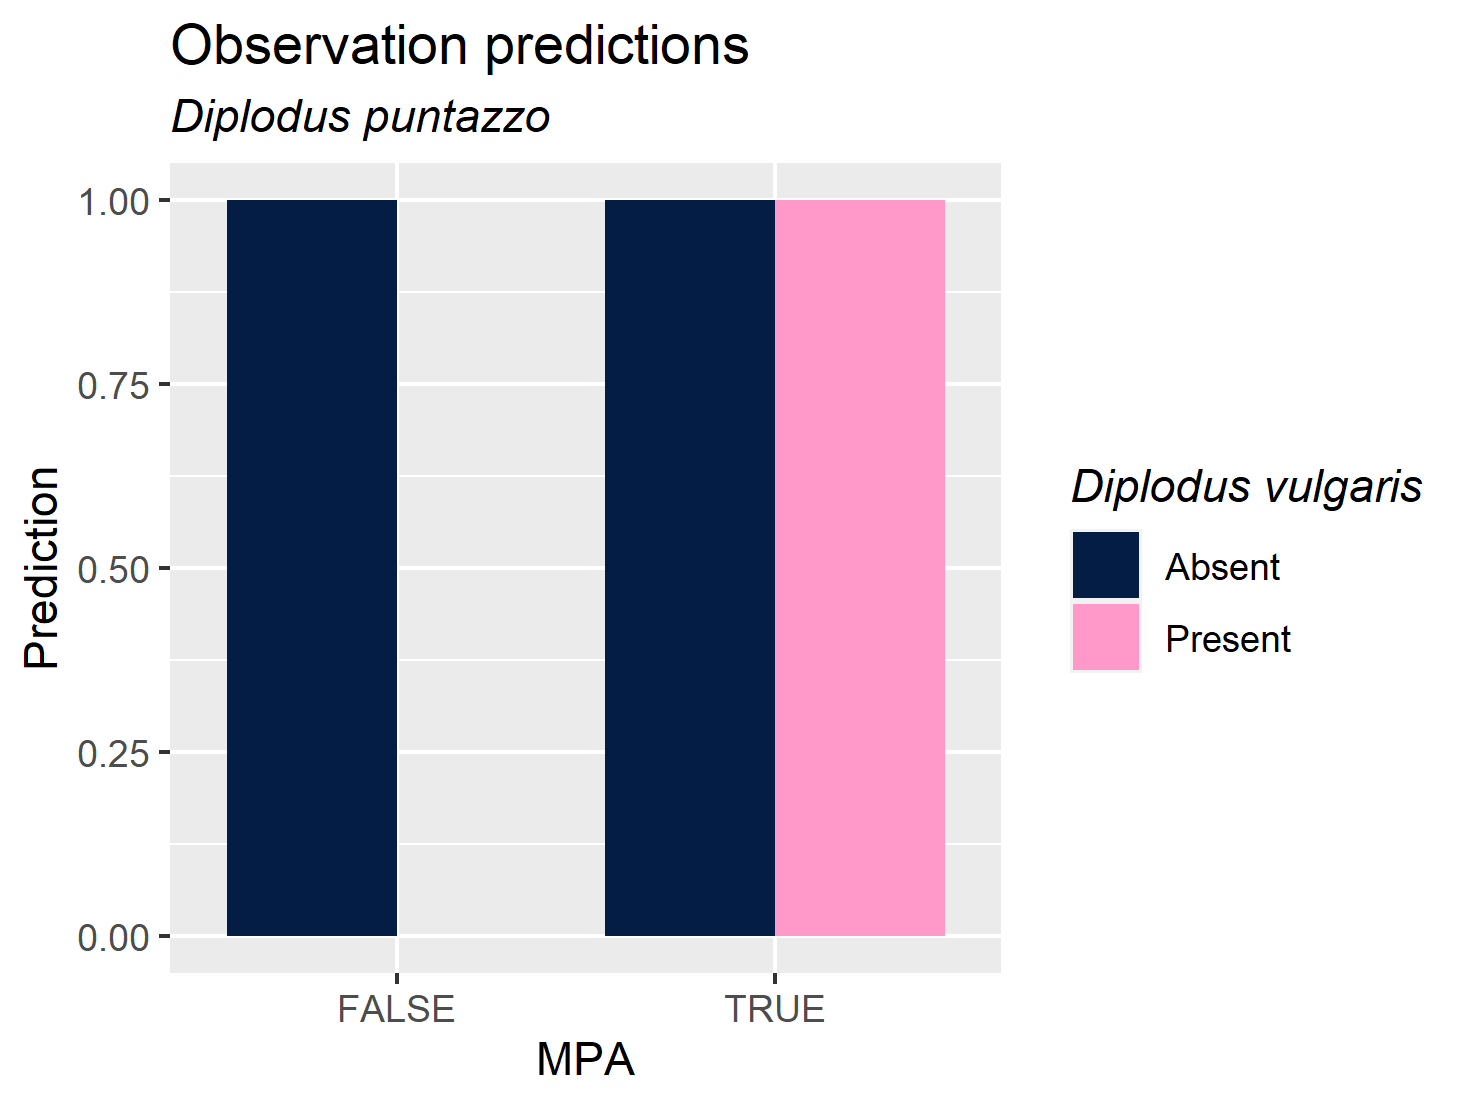 Observation predictions
Diplodus puntazzo
1.00
0.75
0.50
0.25
0.00
Prediction
FALSE TRUE
MPA
Diplodus vulgaris
Absent
Present